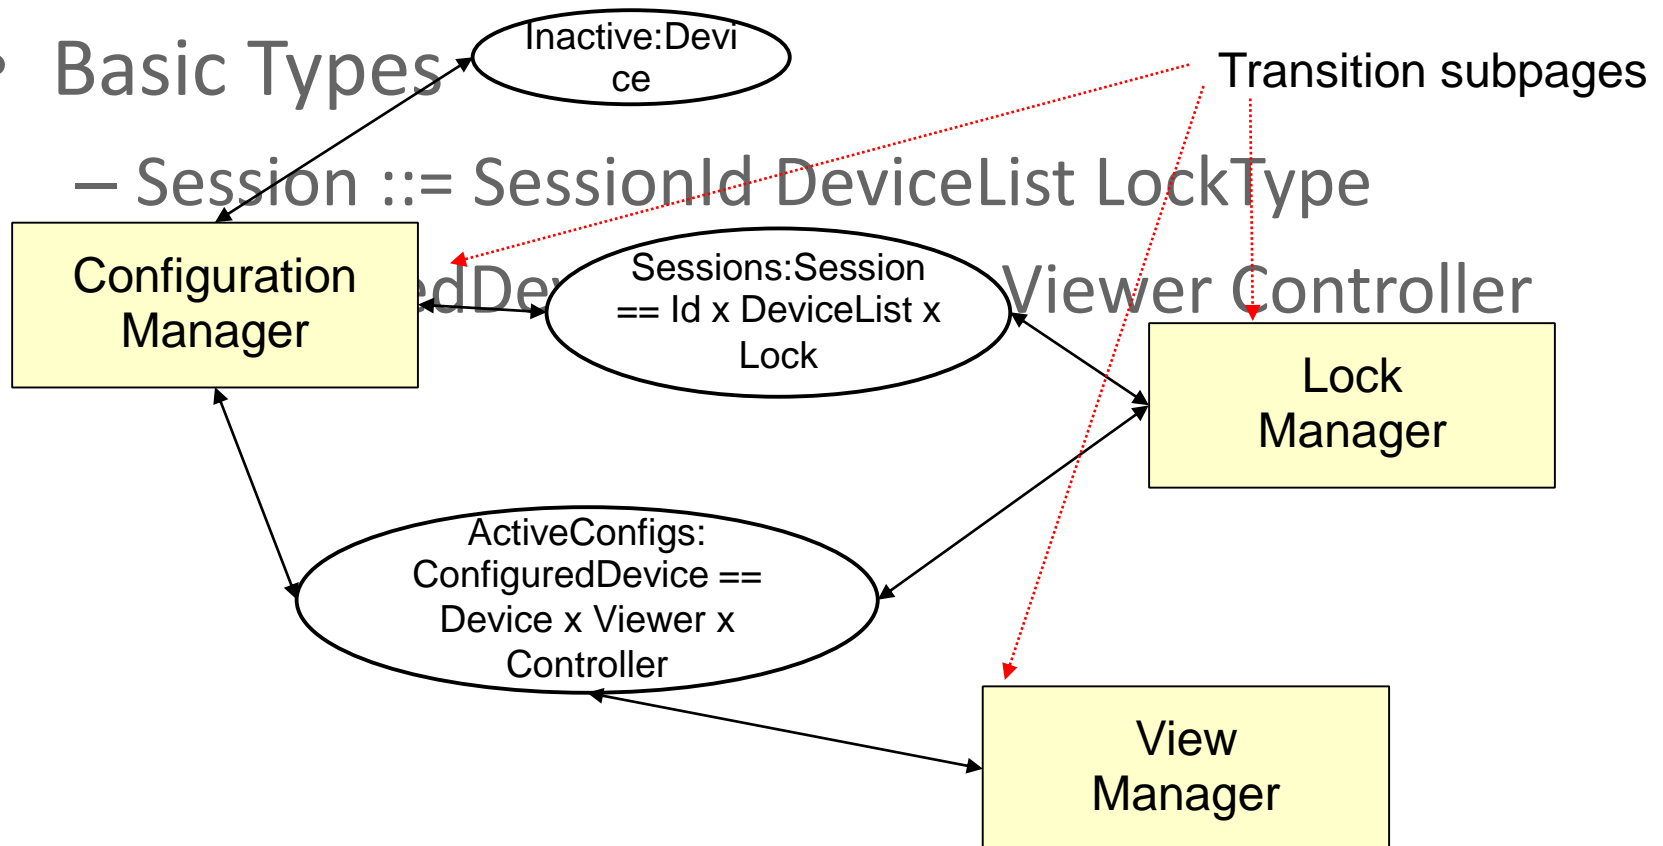 • Basic Types
Inactive:Devi
ce
Transition subpages
– Session ::= SessionId DeviceList LockType
Configuration
Manager
edDev
Viewer Controller
Sessions:Session
== Id x DeviceList x
Lock
Lock
Manager
ActiveConfigs:
ConfiguredDevice ==
Device x Viewer x
Controller
View
Manager